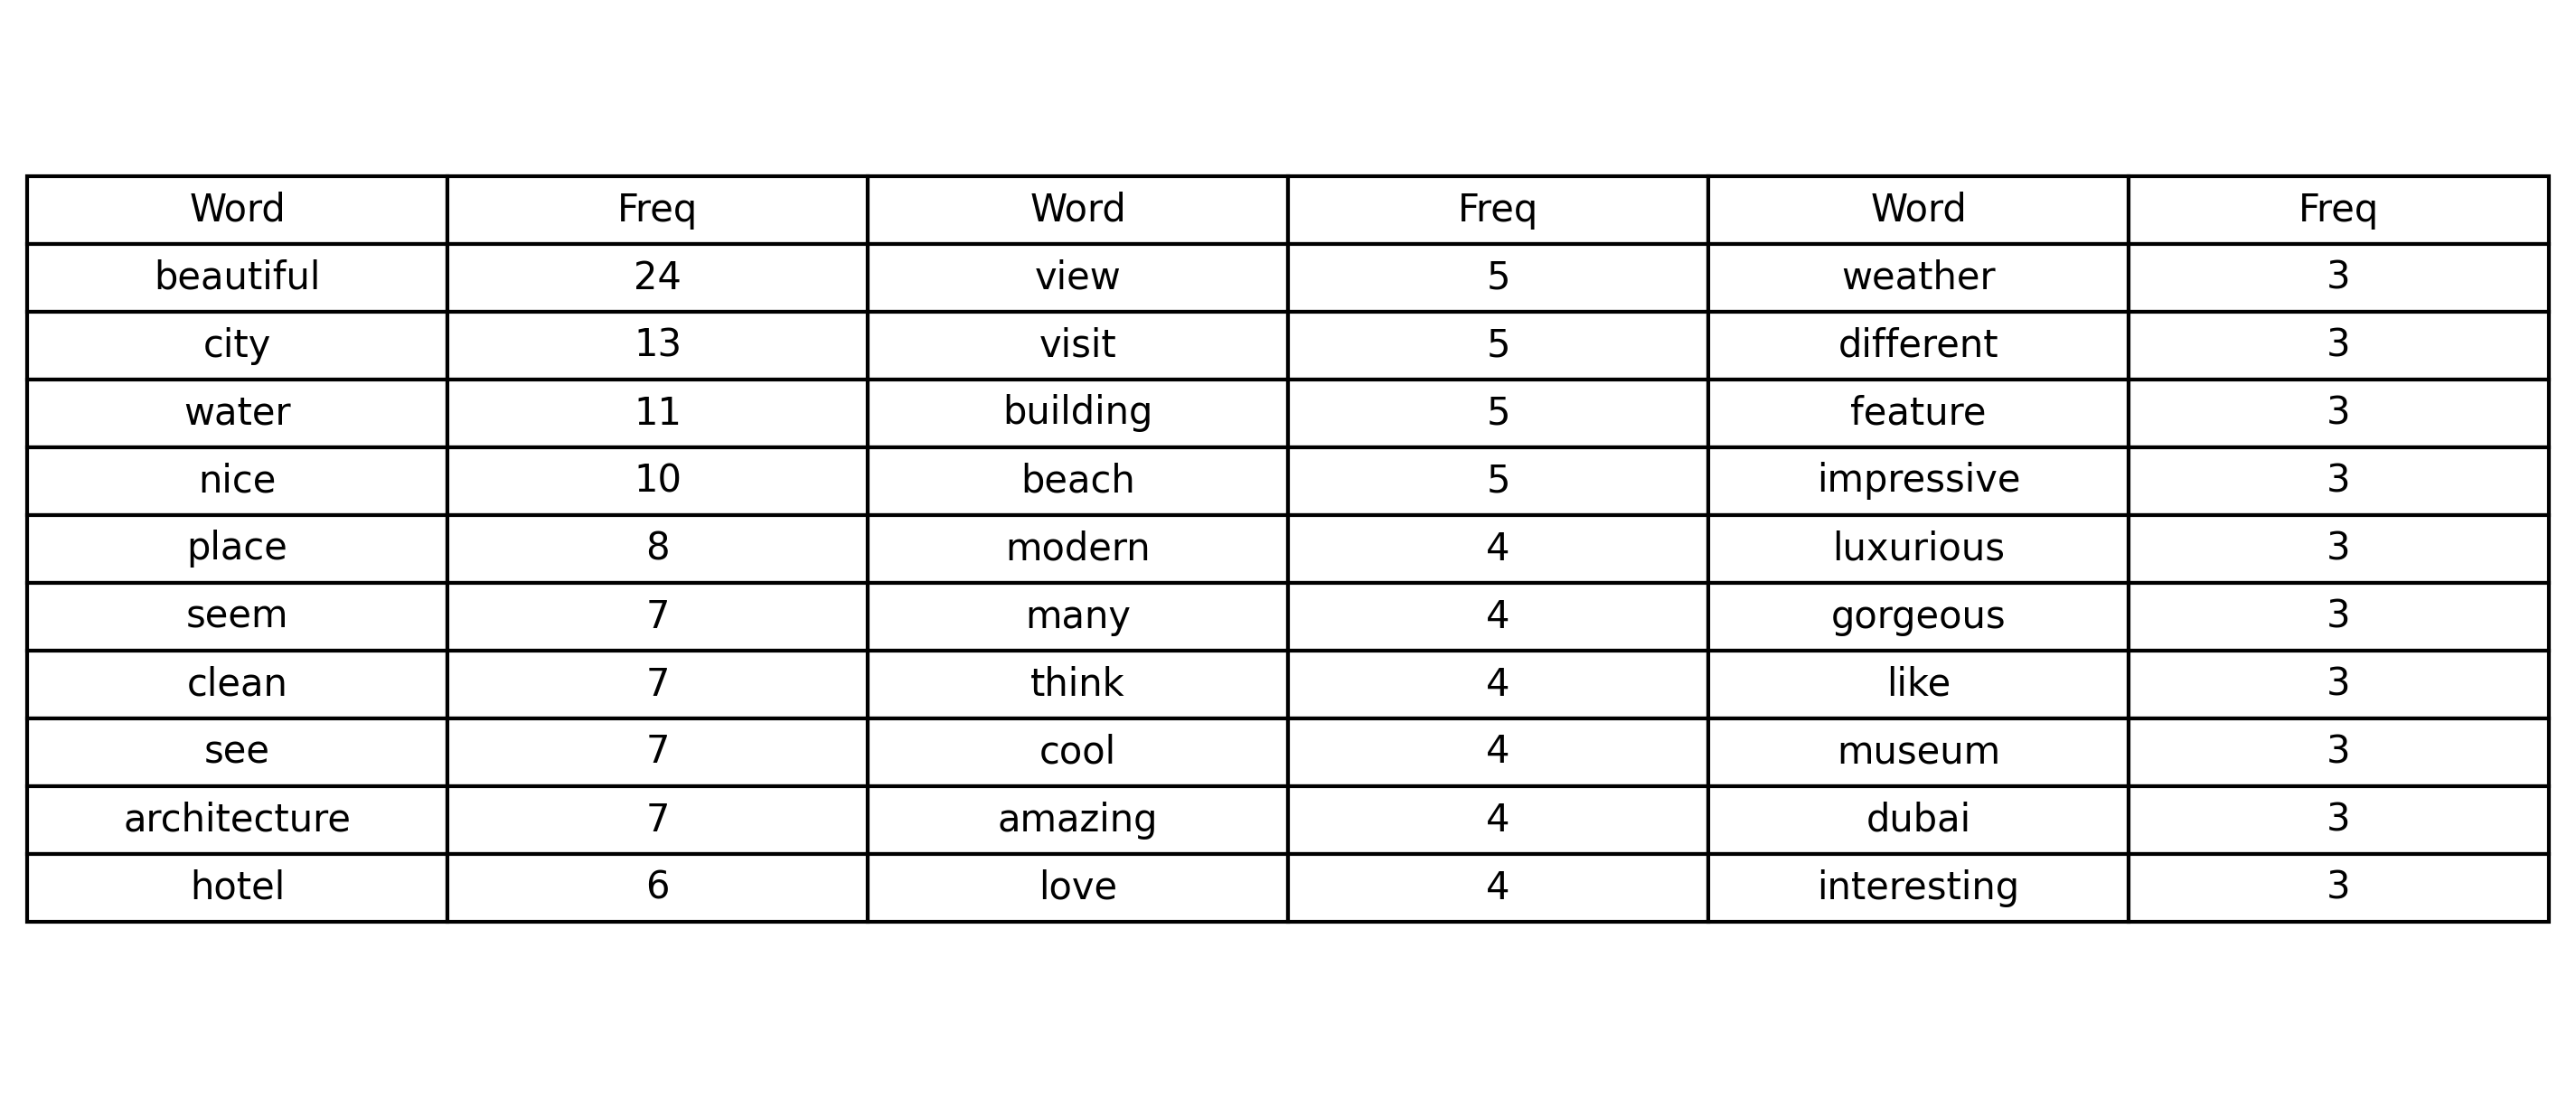 Word Freq Word Freq Word Freq
beautiful 24 view 5 weather 3
city 13 visit 5 different 3
water 11 building 5 feature 3
nice 10 beach 5 impressive 3
place 8 modern 4 luxurious 3
seem 7 many 4 gorgeous 3
clean 7 think 4 like 3
see 7 cool 4 museum 3
architecture 7 amazing 4 dubai 3
hotel 6 love 4 interesting 3